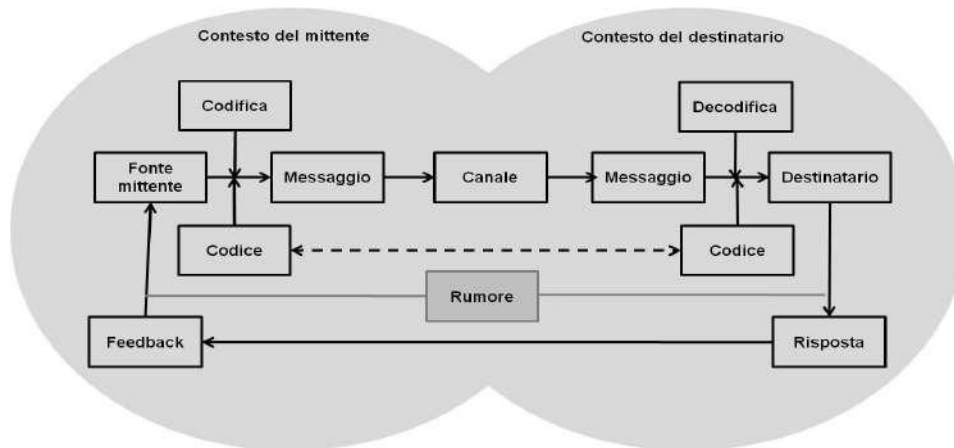 Contesto del mittente
Contesto del destinatario
Codifica
Decodifica
Fonte
mittente
Messaggio
Canale
Messaggio
Destinatario
Codice
Codice
Rumore
Feedback
Risposta